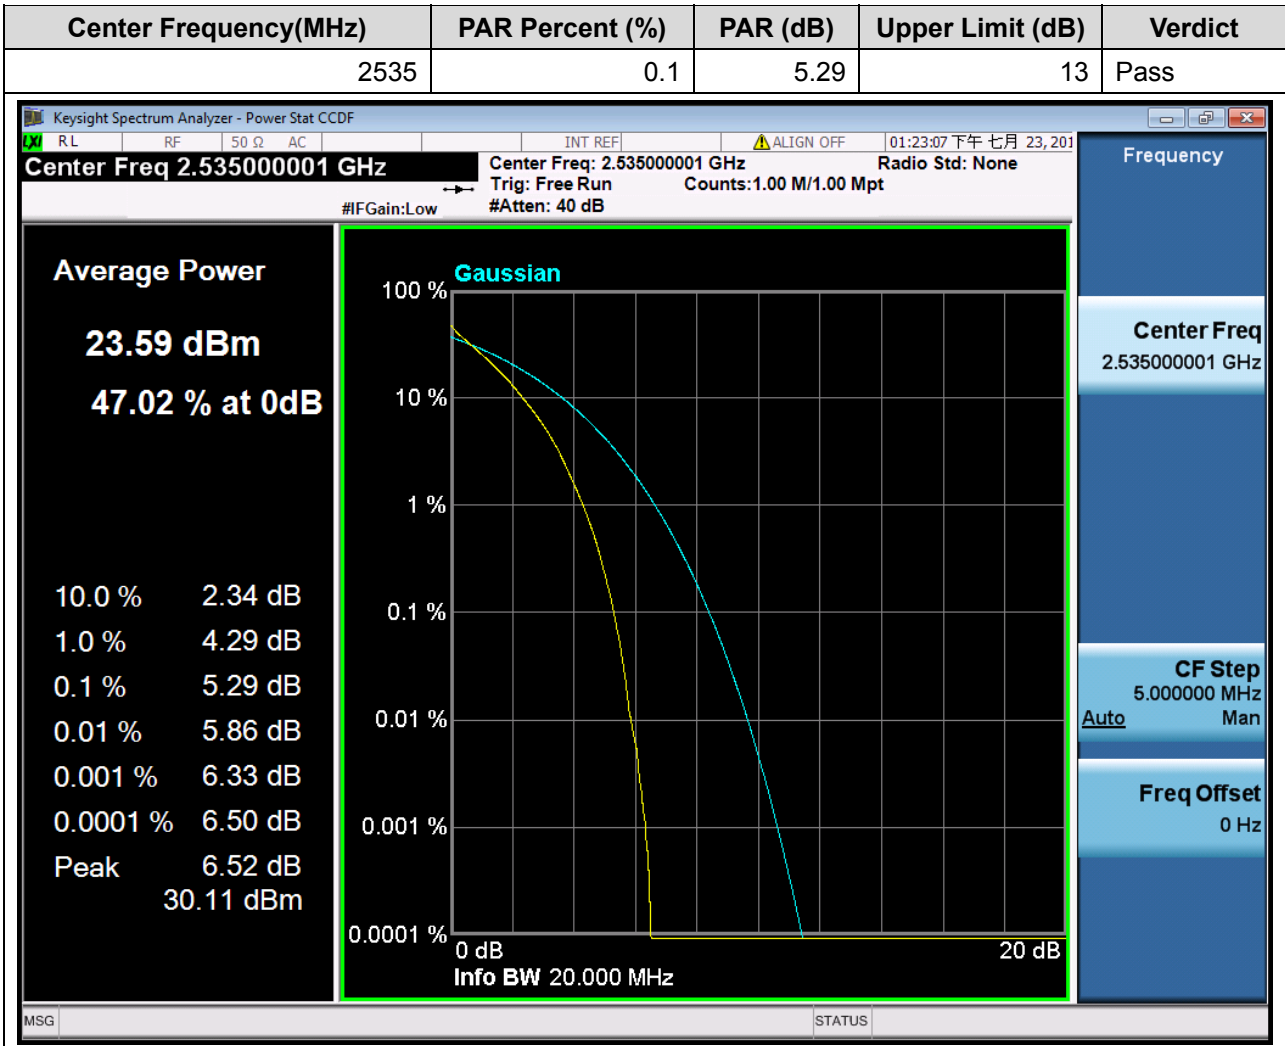 Center Frequency(MHz) PAR Percent (%) PAR (dB) Upper Limit (dB) Verdict
2535 0.1 5.29 13 Pass
Keysight Spectrum Analyzer - Power Stat CCDF
LXI RL RF 50 Ω AC INT REF ALIGN OFF 01:23:07 下午 七月 23, 201
Center Freq 2.535000001 GHz
Center Freq: 2.535000001 GHz Radio Std: None
Trig: Free Run Counts:1.00 M/1.00 Mpt
#IFGain:Low #Atten: 40 dB
Average Power
23.59 dBm
47.02 % at 0dB
10.0 % 2.34 dB
1.0 % 4.29 dB
0.1 % 5.29 dB
0.01 % 5.86 dB
0.001 % 6.33 dB
0.0001 % 6.50 dB
Peak 6.52 dB
30.11 dBm
Gaussian
100 %
10 %
1 %
0.1 %
0.01 %
0.001 %
0.0001 %
0 dB 20 dB
Info BW 20.000 MHz
Frequency
Center Freq
2.535000001 GHz
CF Step
5.000000 MHz
Auto Man
Freq Offset
0 Hz
MSG STATUS